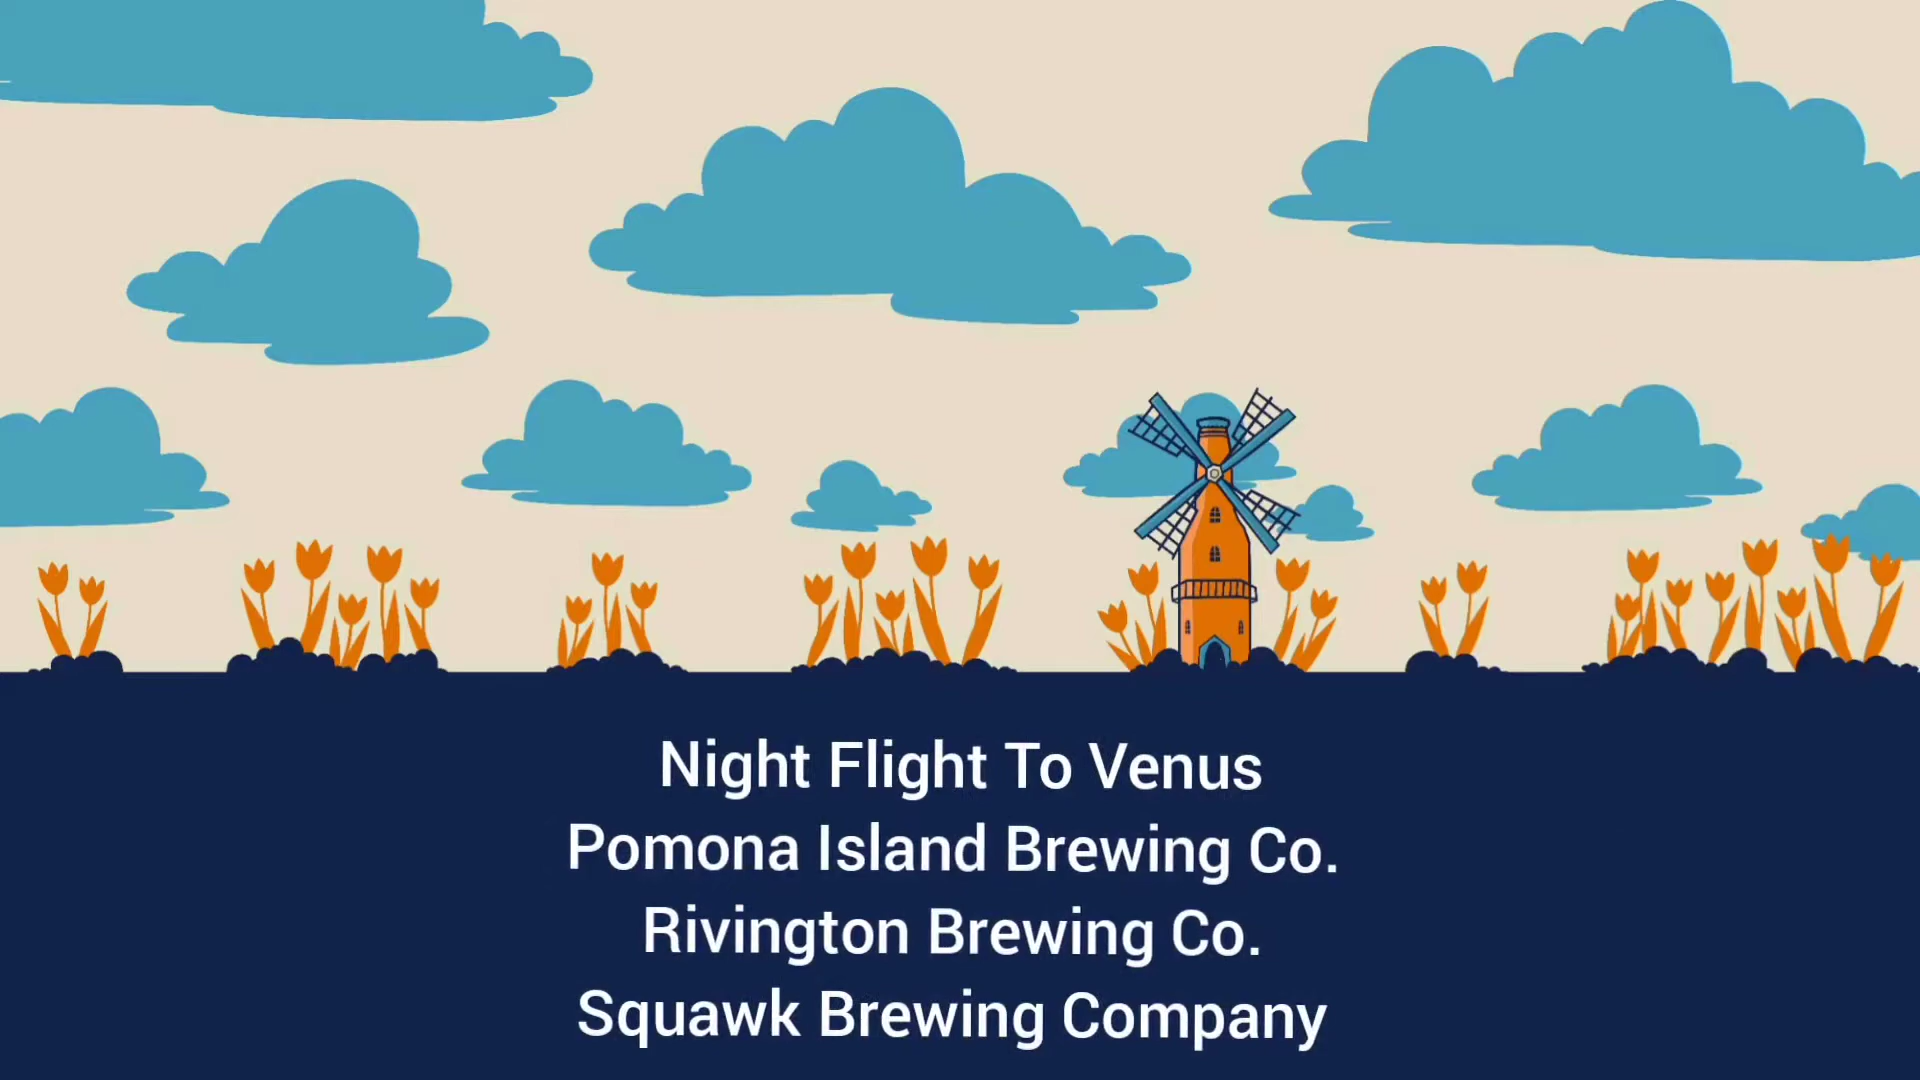 Night Flight To Venus
Pomona Island Brewing Co.
Rivington Brewing Co.
Squawk Brewing Company